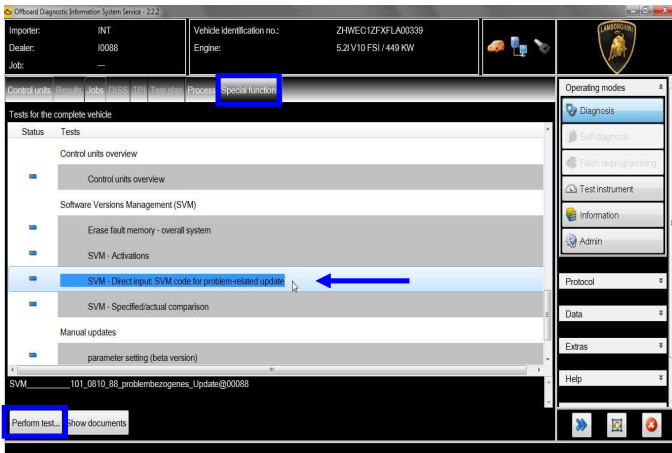 Offboard Diagnostic Information System Service - 2.2.2
Importer: INT
Dealer: I0088
Job: ---
Vehicle identification no.: ZHWEC1ZFXFLA00339
Engine: 5.2l V10 FSI / 449 KW
LAMBORGHINI
Control units Results Jobs DISS TPI Test plan Process Special function
Tests for the complete vehicle
Status Tests
Control units overview
Control units overview
Software Versions Management (SVM)
Erase fault memory - overall system
SVM - Activations
SVM - Direct input: SVM code for problem-related update
SVM - Specified/actual comparison
Manual updates
parameter setting (beta version)
SVM_____101_0810_88_problembezogenes_Update@00088
Perform test... Show documents
Operating modes
Diagnosis
Self-diagnosis
Flash re-programming
Test instrument
Information
Admin
Protocol
Data
Extras
Help